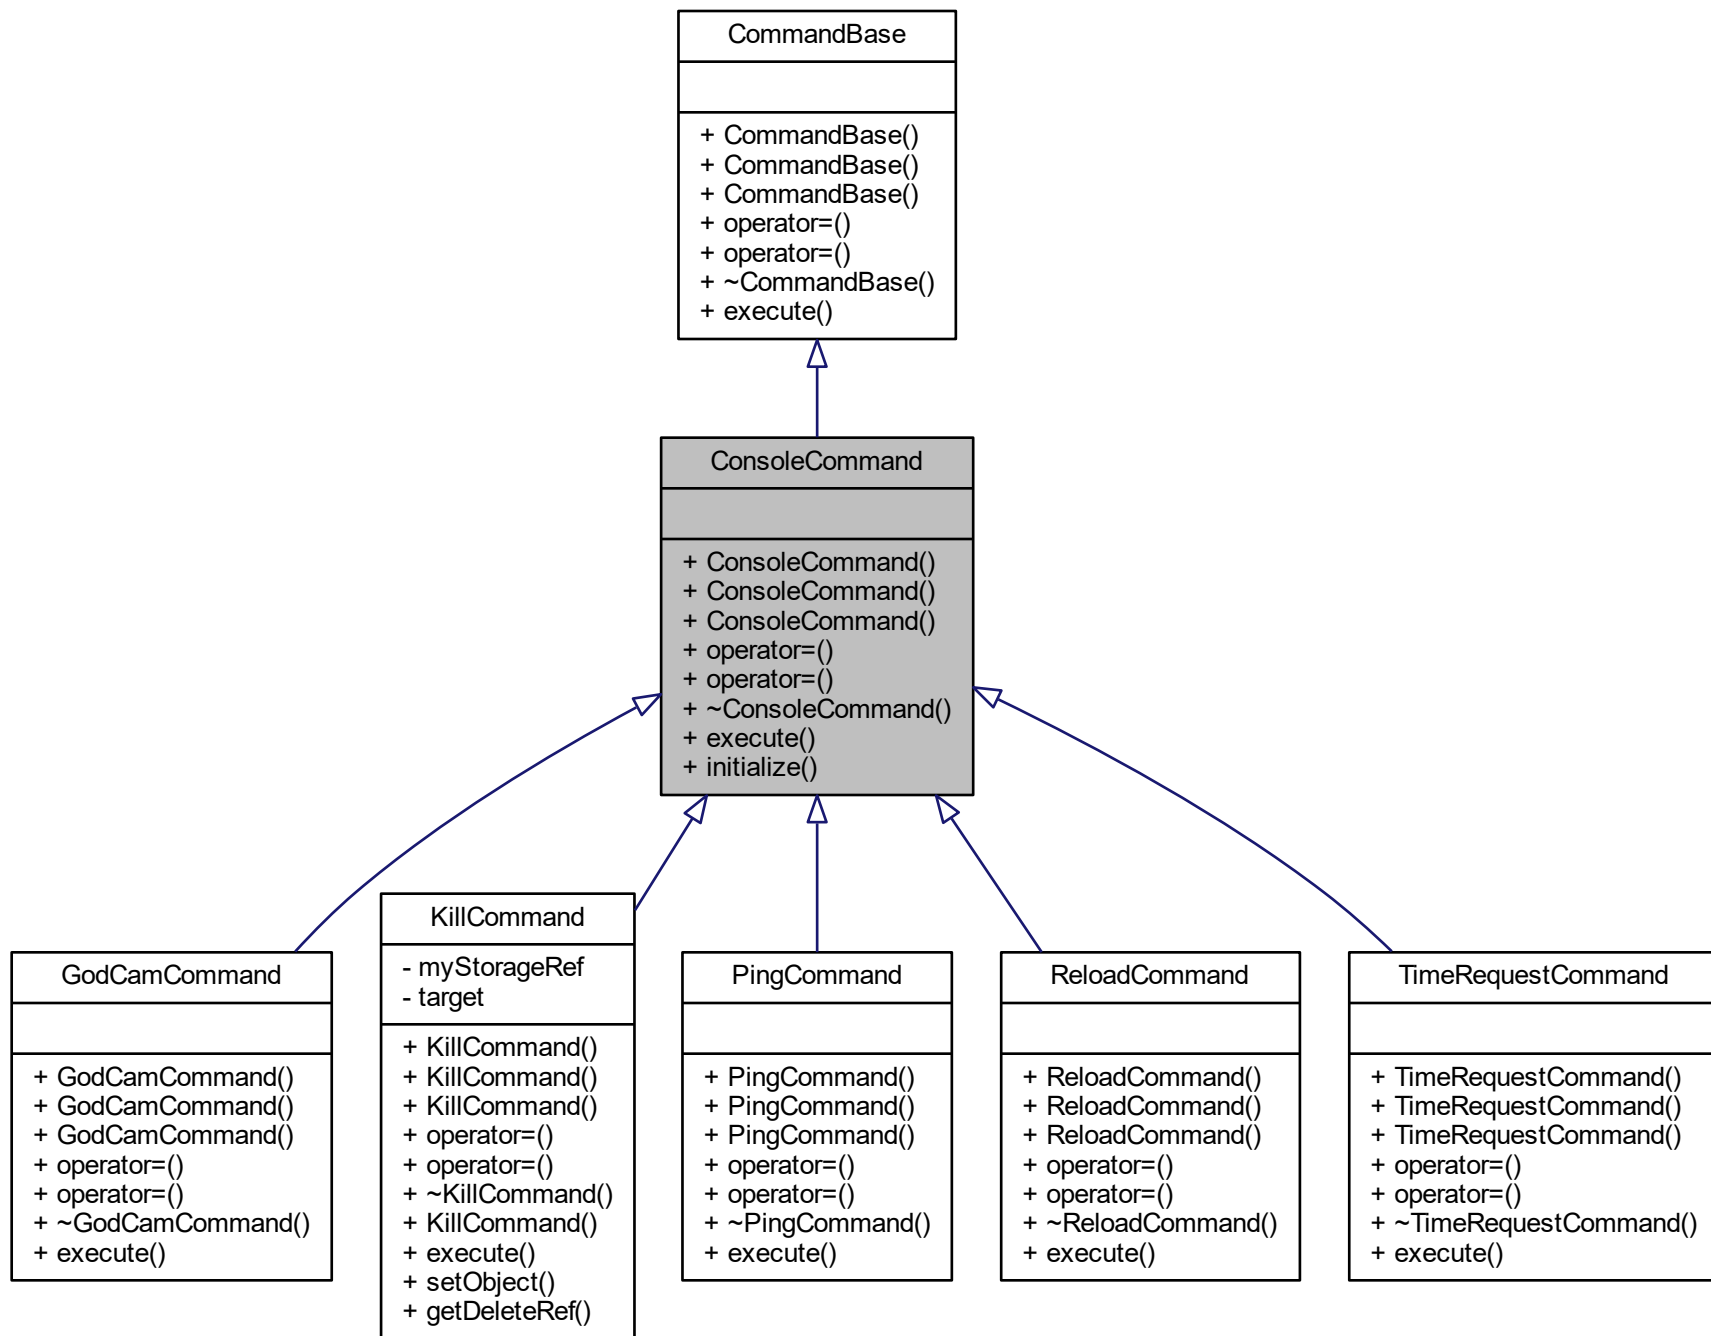 CommandBase
+ CommandBase()
+ CommandBase()
+ CommandBase()
+ operator=()
+ operator=()
+ ~CommandBase()
+ execute()
ConsoleCommand
+ ConsoleCommand()
+ ConsoleCommand()
+ ConsoleCommand()
+ operator=()
+ operator=()
+ ~ConsoleCommand()
+ execute()
+ initialize()
GodCamCommand
+ GodCamCommand()
+ GodCamCommand()
+ GodCamCommand()
+ operator=()
+ operator=()
+ ~GodCamCommand()
+ execute()
KillCommand
- myStorageRef
- target
+ KillCommand()
+ KillCommand()
+ KillCommand()
+ operator=()
+ operator=()
+ ~KillCommand()
+ KillCommand()
+ execute()
+ setObject()
+ getDeleteRef()
PingCommand
+ PingCommand()
+ PingCommand()
+ PingCommand()
+ operator=()
+ operator=()
+ ~PingCommand()
+ execute()
ReloadCommand
+ ReloadCommand()
+ ReloadCommand()
+ ReloadCommand()
+ operator=()
+ operator=()
+ ~ReloadCommand()
+ execute()
TimeRequestCommand
+ TimeRequestCommand()
+ TimeRequestCommand()
+ TimeRequestCommand()
+ operator=()
+ operator=()
+ ~TimeRequestCommand()
+ execute()